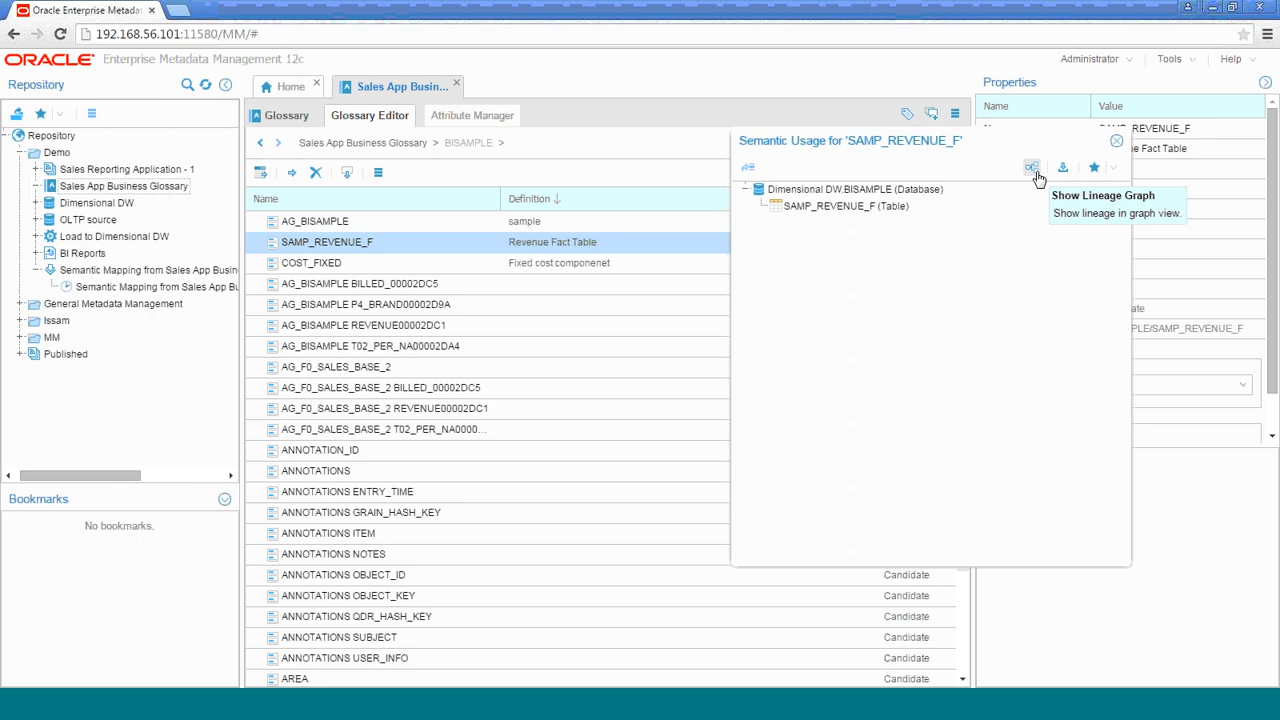 Oracle Enterprise Metad
192.168.56.101:11580/MM/#
ORACLE Enterprise Metadata Management 12c
Administrator
Tools
Help
Repository
Repository
Demo
Sales Reporting Application - 1
Sales App Business Glossary
Dimensional DW
OLTP source
Load to Dimensional DW
BI Reports
Semantic Mapping from Sales App Busin
Semantic Mapping from Sales App Bu
General Metadata Management
Issam
MM
Published
Bookmarks
No bookmarks.
Home
Sales App Busin...
Glossary
Glossary Editor
Attribute Manager
Sales App Business Glossary > BISAMPLE >
Name
Definition
AG_BISAMPLE
sample
SAMP_REVENUE_F
Revenue Fact Table
COST_FIXED
Fixed cost componenet
AG_BISAMPLE BILLED_00002DC5
AG_BISAMPLE P4_BRAND00002D9A
AG_BISAMPLE REVENUE00002DC1
AG_BISAMPLE T02_PER_NA00002DA4
AG_F0_SALES_BASE_2
AG_F0_SALES_BASE_2 BILLED_00002DC5
AG_F0_SALES_BASE_2 REVENUE00002DC1
AG_F0_SALES_BASE_2 T02_PER_NA0000...
ANNOTATION_ID
ANNOTATIONS
ANNOTATIONS ENTRY_TIME
ANNOTATIONS GRAIN_HASH_KEY
ANNOTATIONS ITEM
ANNOTATIONS NOTES
ANNOTATIONS OBJECT_ID
Candidate
ANNOTATIONS OBJECT_KEY
Candidate
ANNOTATIONS QDR_HASH_KEY
Candidate
ANNOTATIONS SUBJECT
Candidate
ANNOTATIONS USER_INFO
Candidate
AREA
Candidate
Semantic Usage for 'SAMP_REVENUE_F'
Dimensional DW.BISAMPLE (Database)
SAMP_REVENUE_F (Table)
Show Lineage Graph
Show lineage in graph view.
Properties
Name
Value
SAMP_REVENUE_F
ue Fact Table
date
PLE/SAMP_REVENUE_F